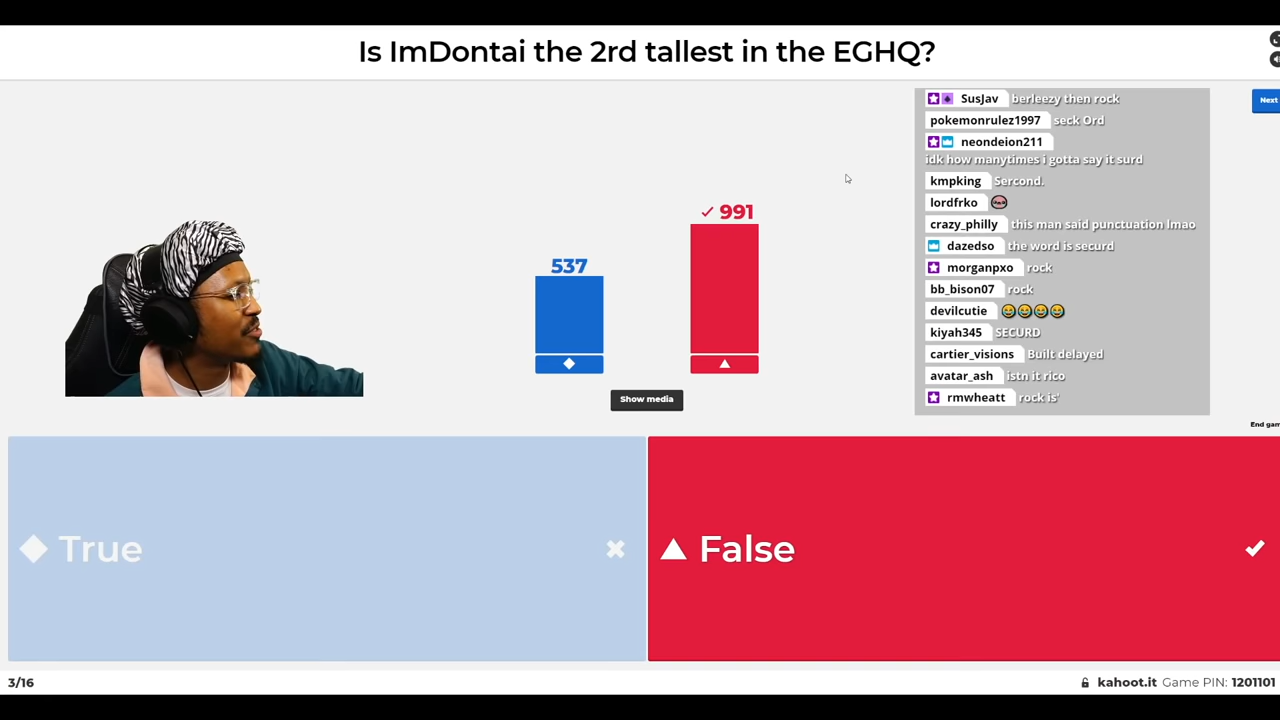 Is ImDontai the 2rd tallest in the EGHQ?
SusJav berleezy then rock
pokemonrulez1997 seck Ord
neondeion211
idk how manytimes i gotta say it surd
kmpking Sercond.
lordfrko
crazy_philly this man said punctuation lmao
dazedso the word is securd
morganpxo rock
bb_bison07 rock
devilcutie
kiyah345 SECURD
cartier_visions Built delayed
avatar_ash istn it rico
rmwheatt rock is'
Next
537
991
Show media
End gam
True
False
3/16
kahoot.it Game PIN: 1201101